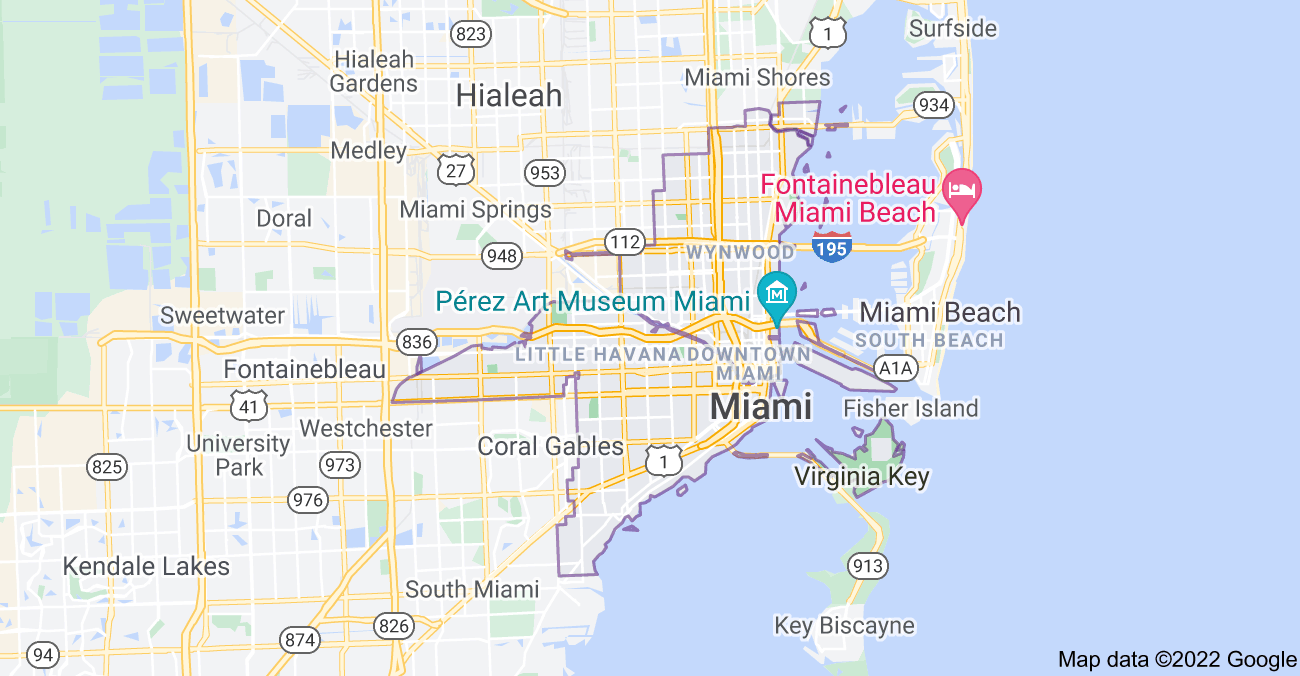 Surfside
823
1
Hialeah
Gardens
Miami Shores
Hialeah
934
Medley
27
953
Fontainebleau
Miami Beach
Doral
Miami Springs
112
195
948
WYNWOOD
Pérez Art Museum Miami
M
Sweetwater
Miami Beach
SOUTH BEACH
836
LITTLE HAVANA
DOWNTOWN
MIAMI
Fontainebleau
A1A
41
Miami
Fisher Island
Westchester
University
Park
Coral Gables
825
973
1
Virginia Key
976
Kendale Lakes
913
South Miami
826
Key Biscayne
874
94
Map data ©2022 Google